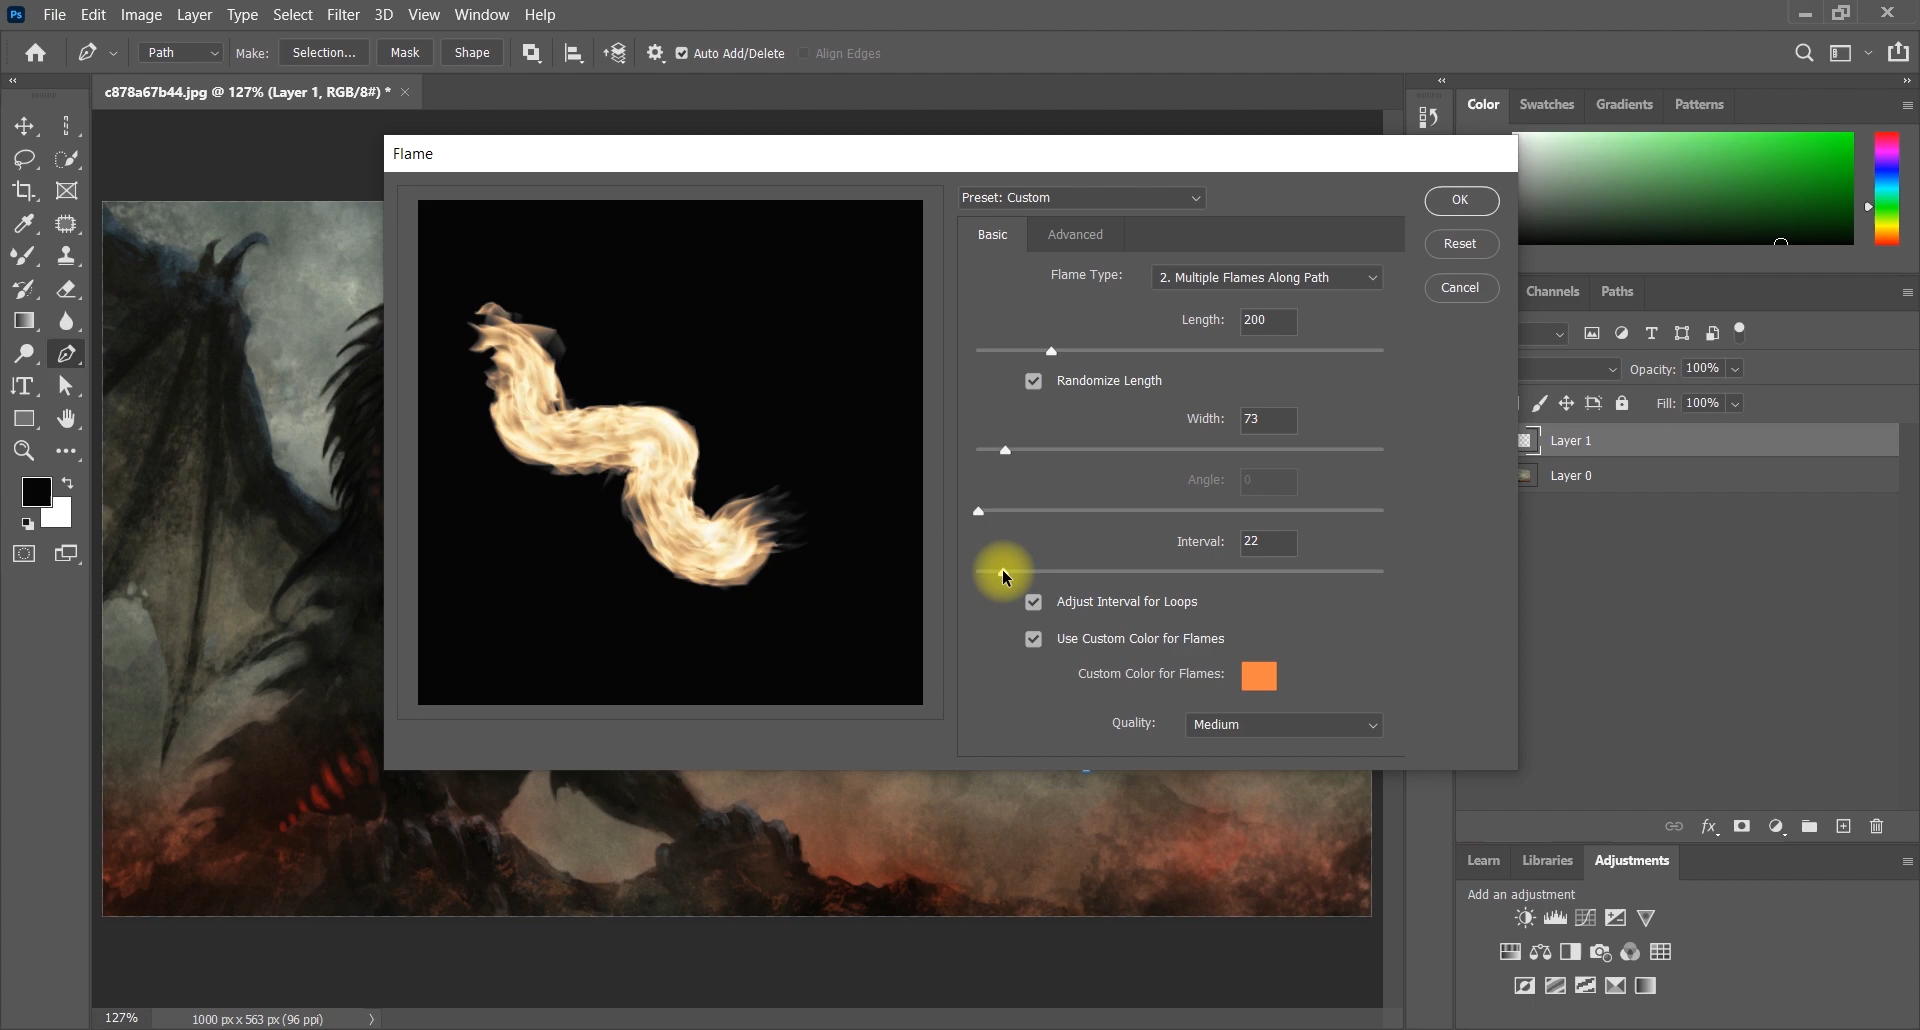 Ps File Edit Image Layer Type Select Filter 3D View Window Help
Path Make: Selection... Mask Shape Auto Add/Delete Align Edges
c878a67b44.jpg @ 127% (Layer 1, RGB/8#) *
Color Swatches Gradients Patterns
Flame
Preset: Custom
OK
Basic Advanced
Reset
Flame Type: 2. Multiple Flames Along Path
Cancel
Channels Paths
Length: 200
Opacity: 100%
Randomize Length
Fill: 100%
Width: 73
Layer 1
Angle: 0
Layer 0
Interval: 22
Adjust Interval for Loops
Use Custom Color for Flames
Custom Color for Flames:
Quality: Medium
fx
Learn Libraries Adjustments
Add an adjustment
127% 1000 px x 563 px (96 ppi)